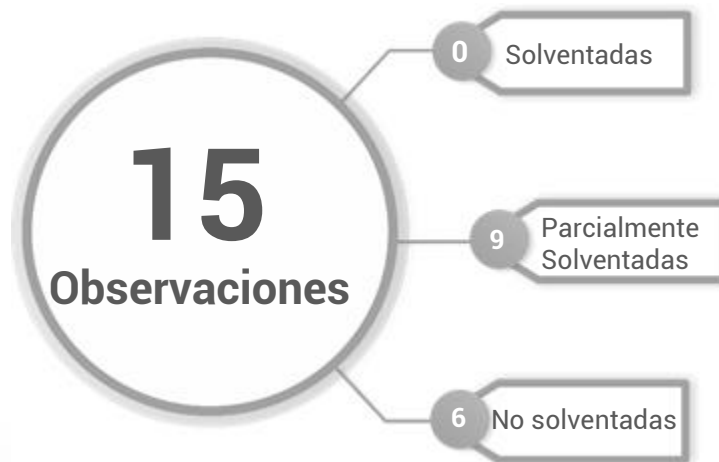 15
Observaciones
0
Solventadas
9
Parcialmente
Solventadas
6
No solventadas